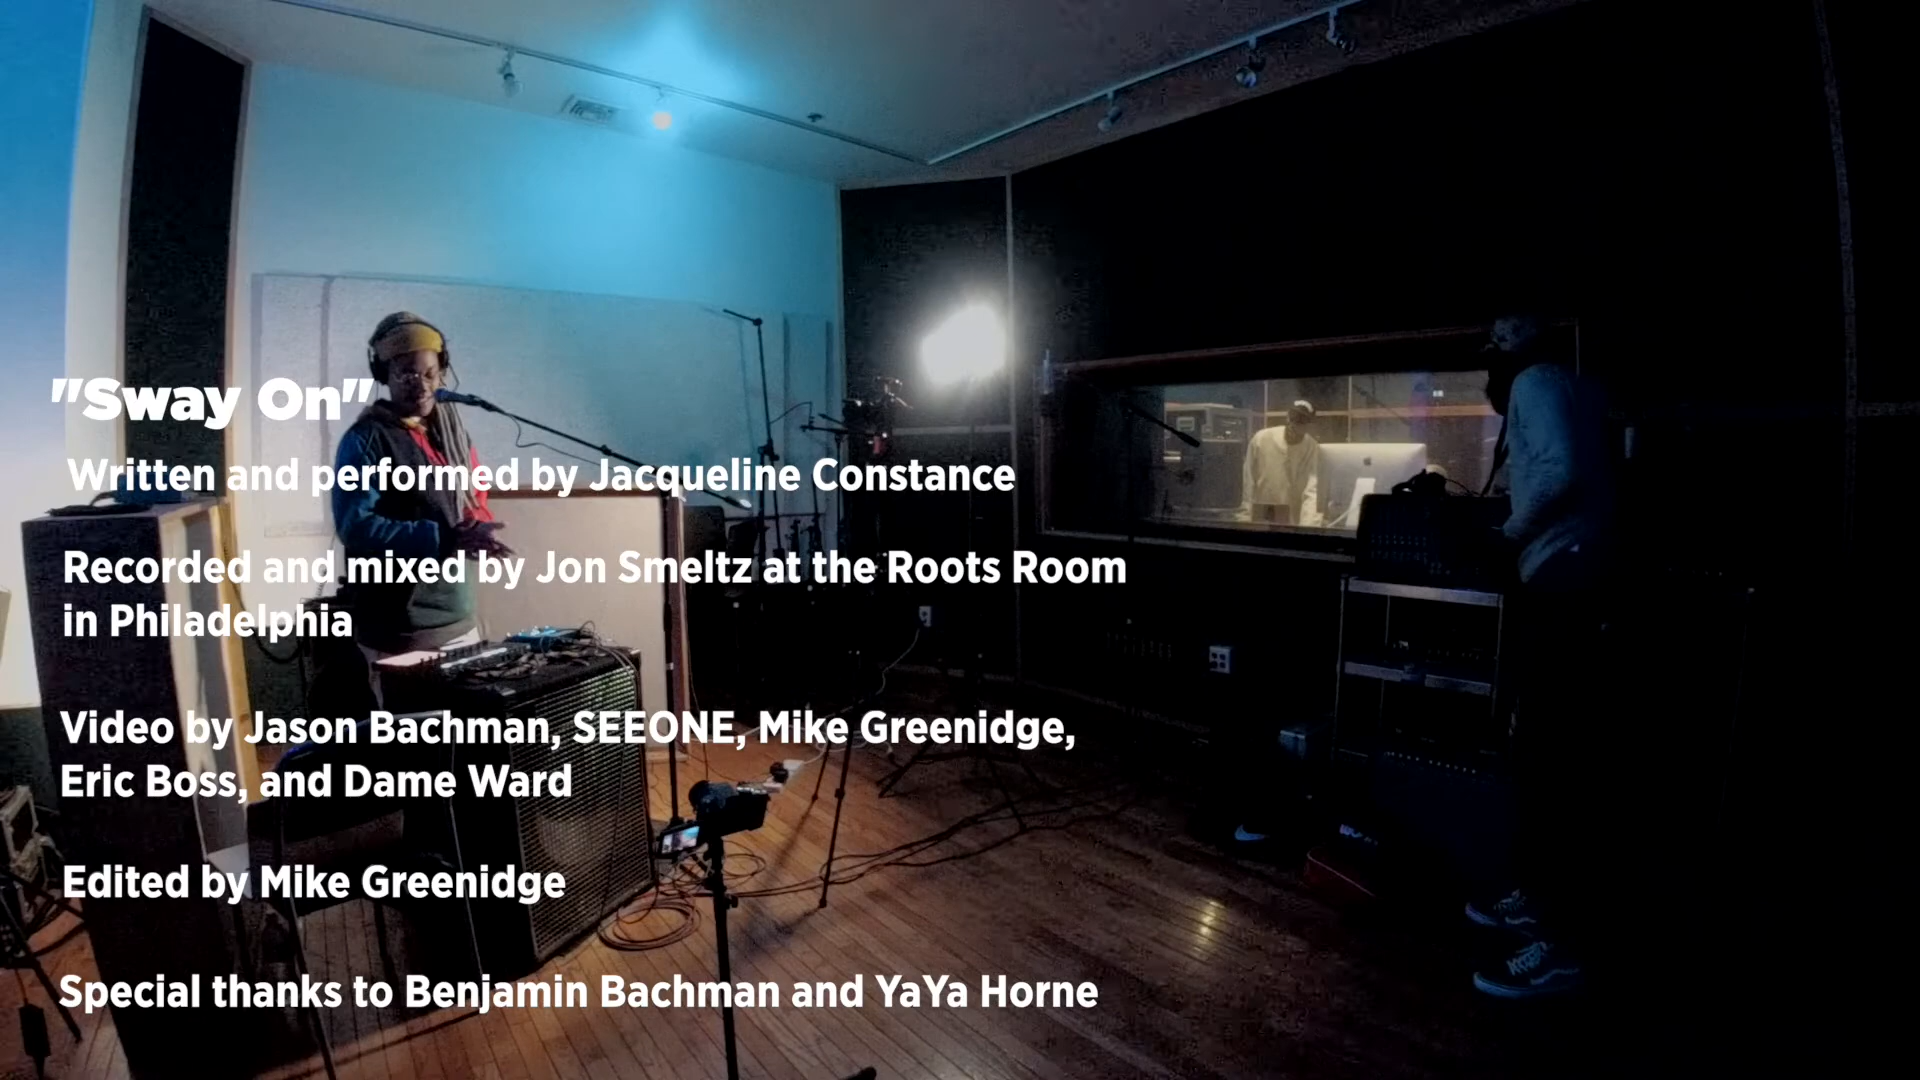 "Sway On"
Written and performed by Jacqueline Constance
Recorded and mixed by Jon Smeltz at the Roots Room
in Philadelphia
Video by Jason Bachman, SEEONE, Mike Greenidge,
Eric Boss, and Dame Ward
Edited by Mike Greenidge
Special thanks to Benjamin Bachman and YaYa Horne